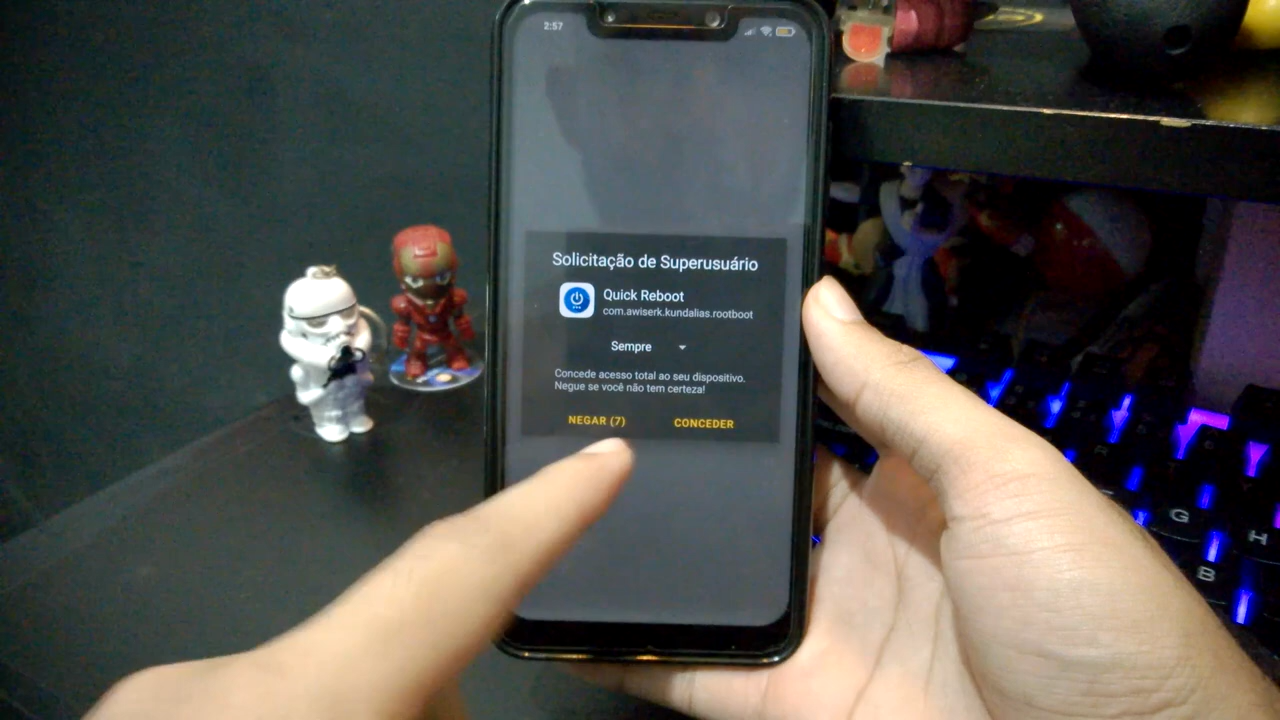 2:57
Solicitação de Superusuário
Quick Reboot
com.awiserk.kundalias.rootboot
Sempre
Concede acesso total ao seu dispositivo.
Negue se você não tem certeza!
NEGAR (7)
CONCEDER
G
H
B